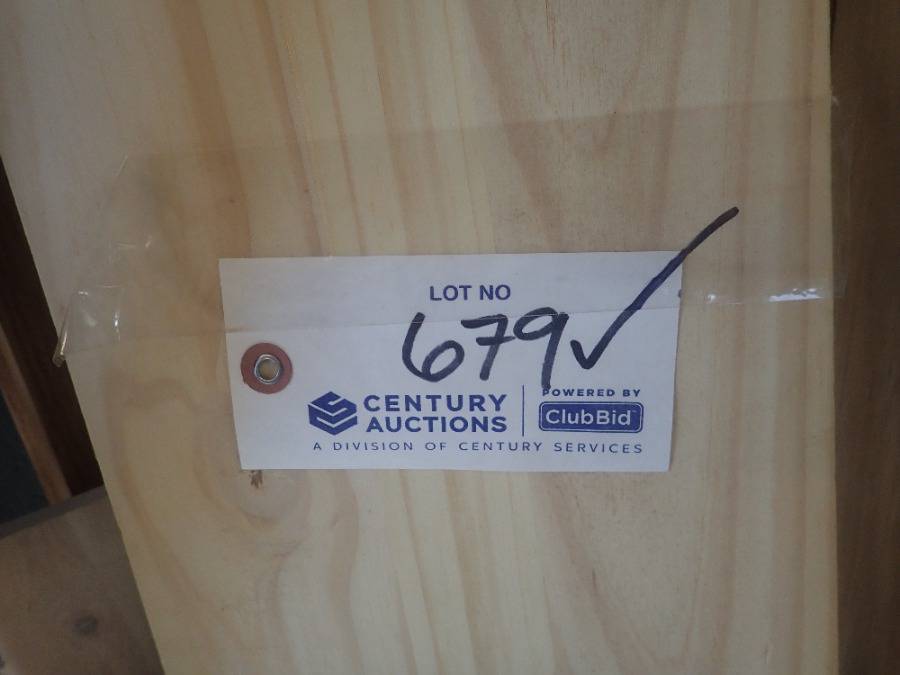 LOT NO
679✓
CENTURY AUCTIONS
POWERED BY
ClubBid
A DIVISION OF CENTURY SERVICES